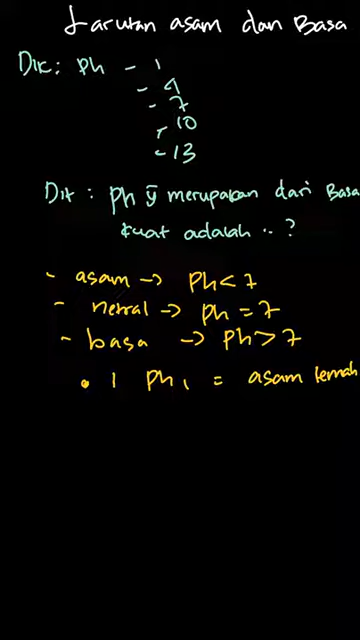 Larutan asam dan Basa
Dik : Ph - 1
- 4
- 7
- 10
- 13
Dit : Ph yg merupakan dari Basa
kuat adalah .. ?
- asam -> Ph < 7
- netral -> Ph = 7
- basa -> Ph > 7
• 1 Ph 1 = asam lemah